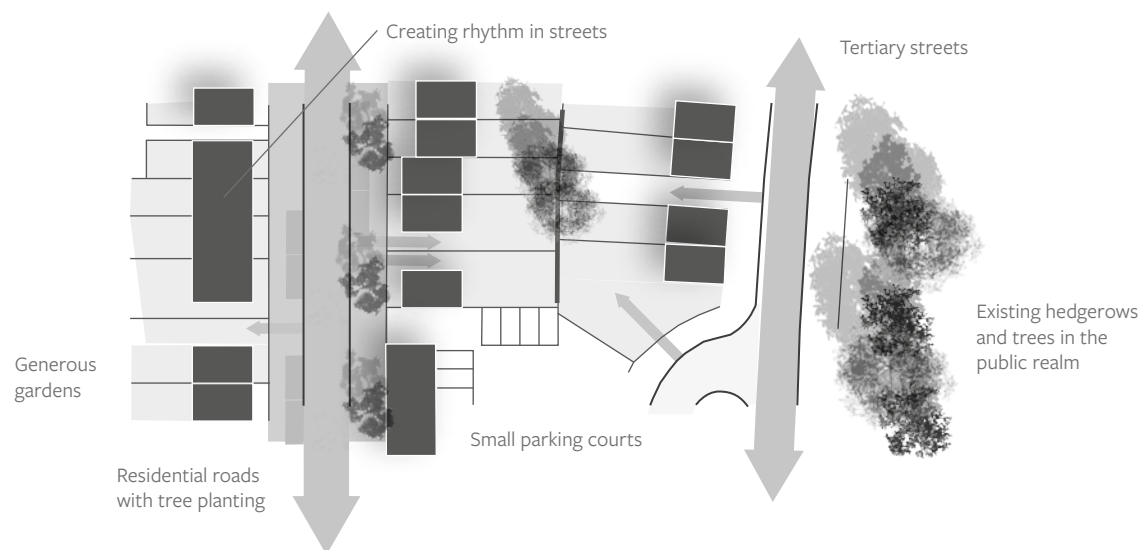 Creating rhythm in streets
Tertiary streets
Existing hedgerows
and trees in the
public realm
Generous
gardens
Small parking courts
Residential roads
with tree planting